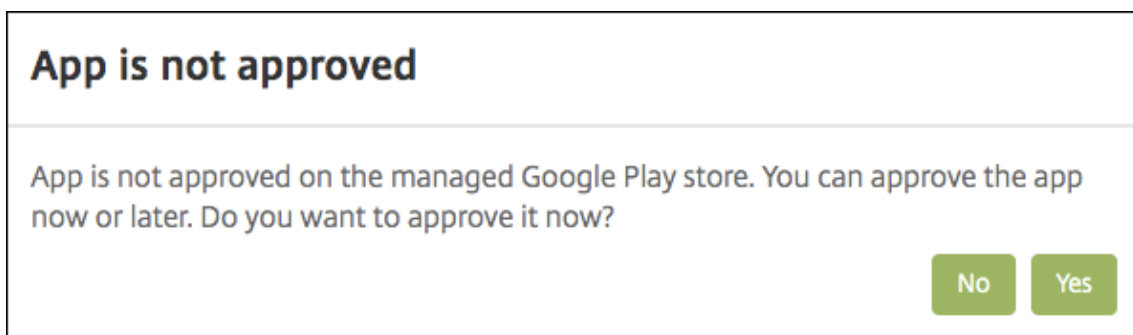 App is not approved
App is not approved on the managed Google Play store. You can approve the app
now or later. Do you want to approve it now?
No Yes